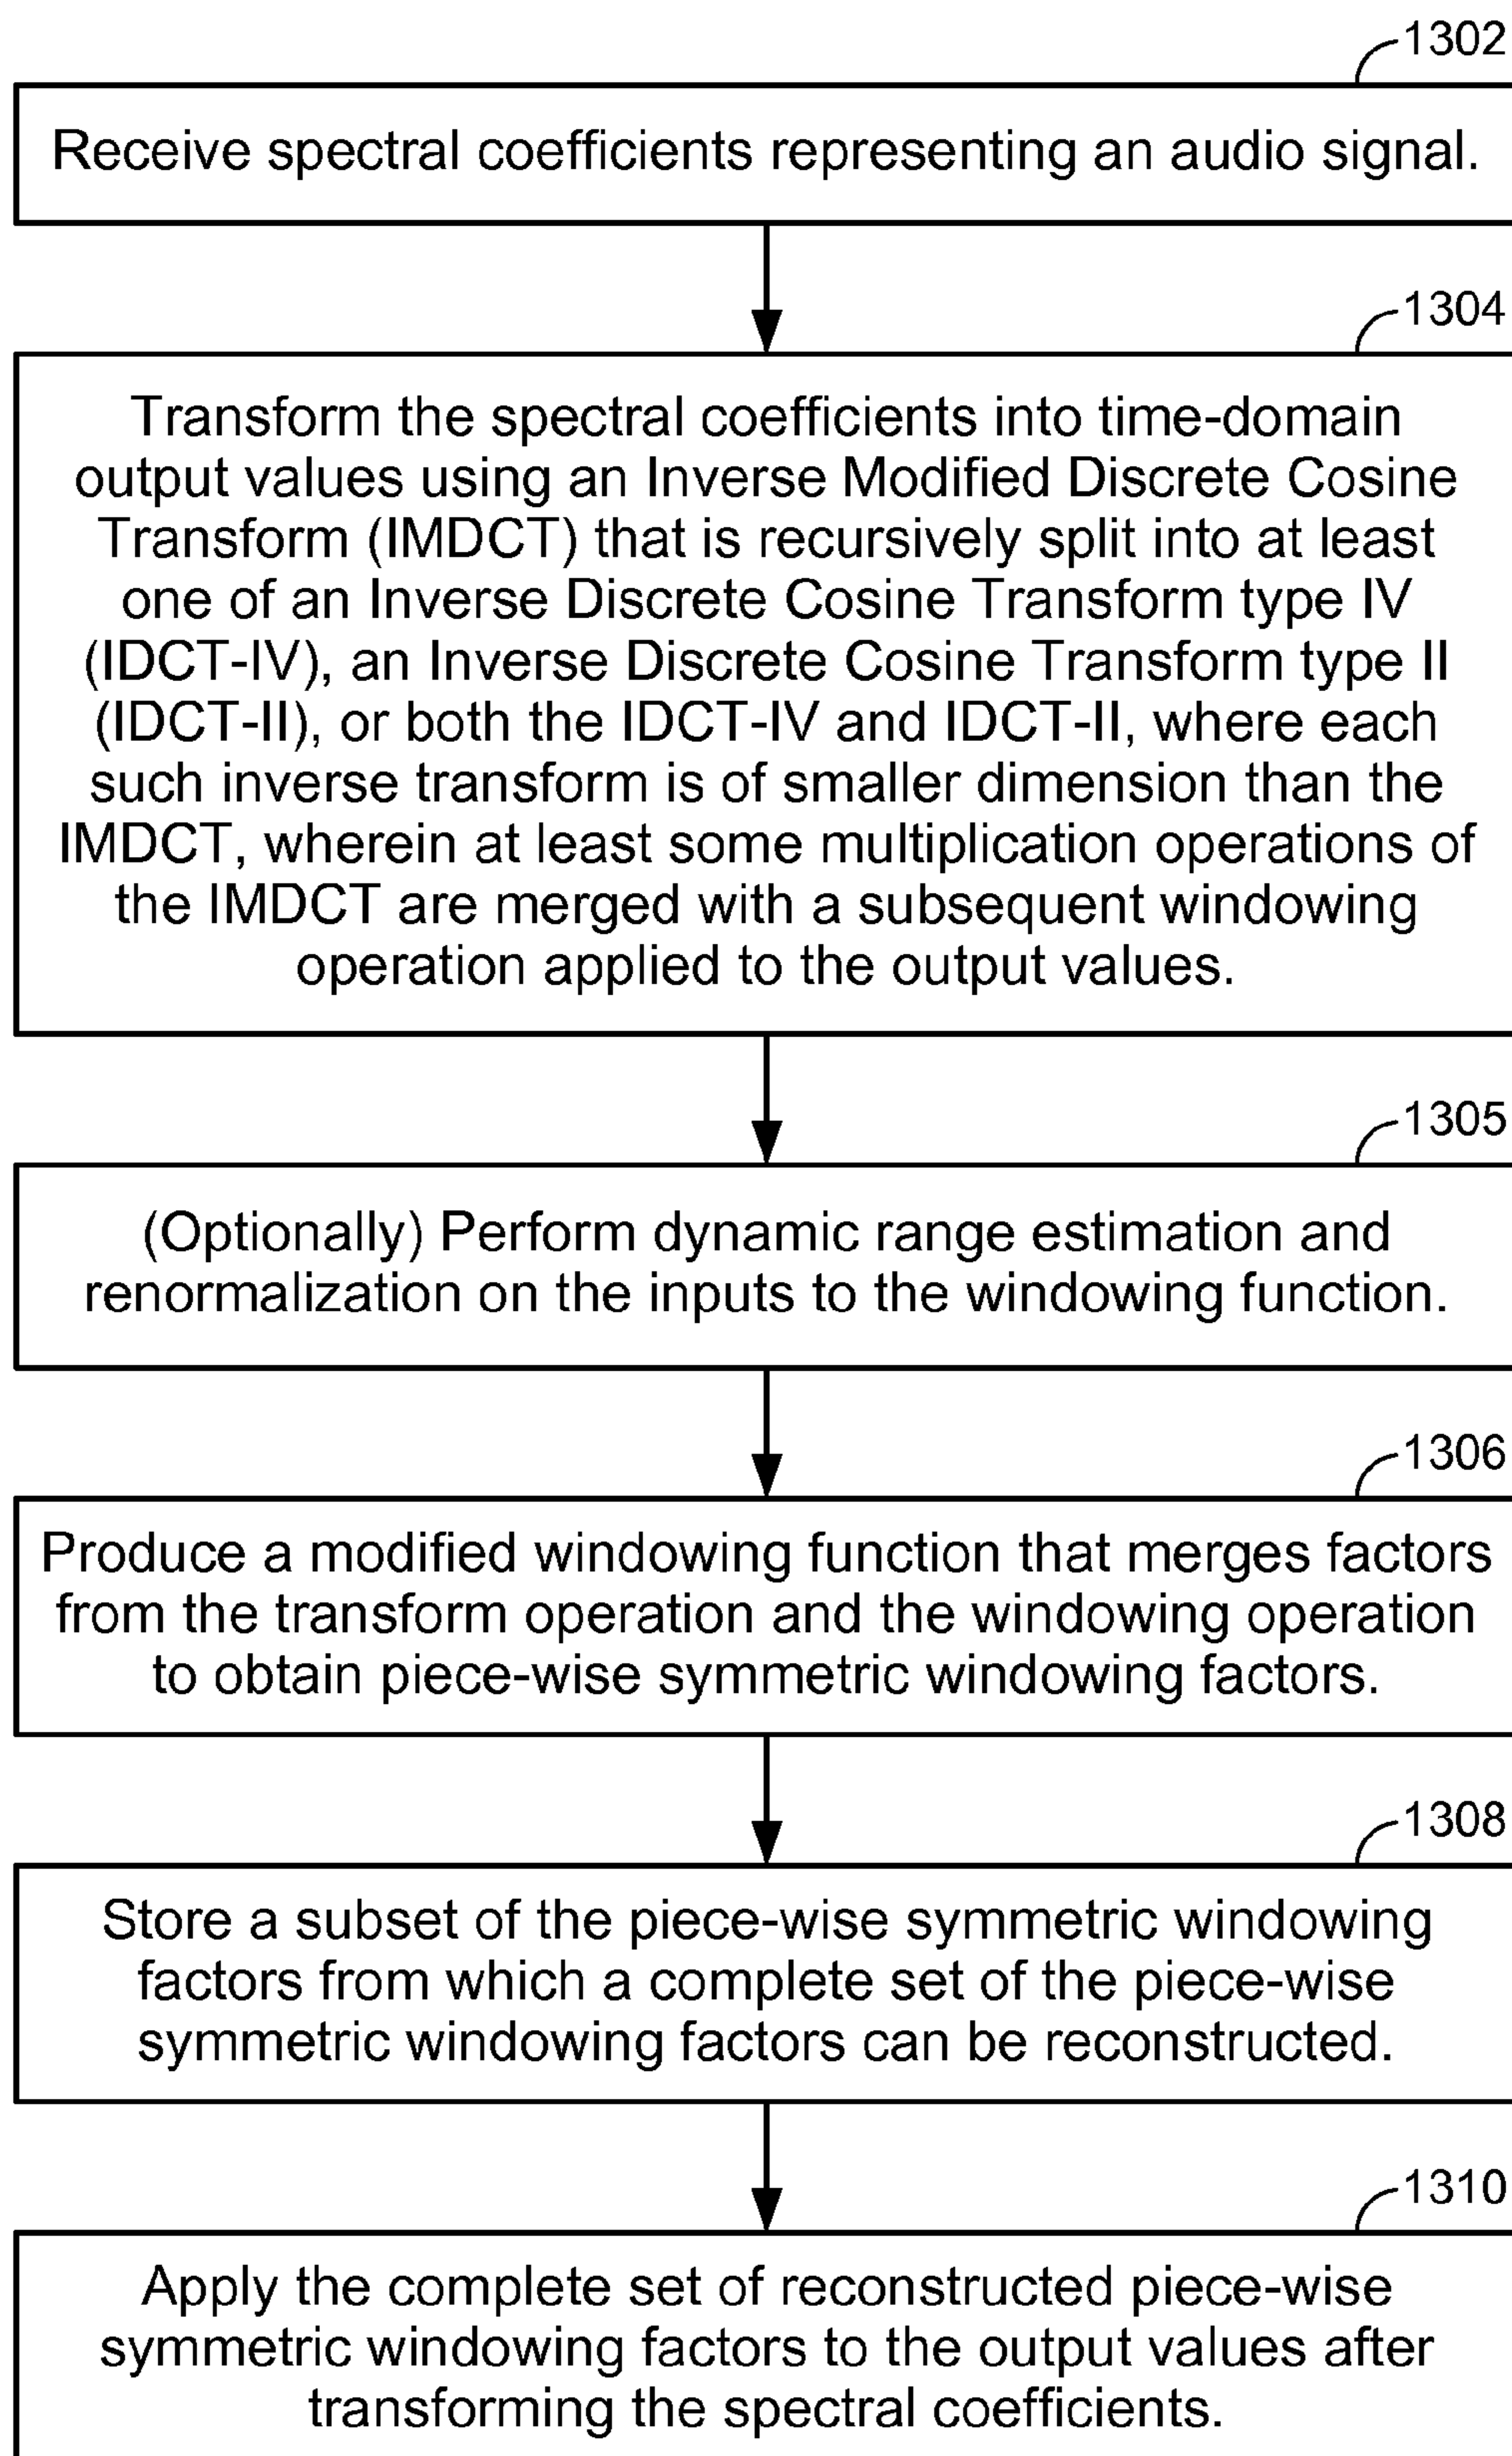 1302
Receive spectral coefficients representing an audio signal.
1304
Transform the spectral coefficients into time-domain
output values using an Inverse Modified Discrete Cosine
Transform (IMDCT) that is recursively split into at least
one of an Inverse Discrete Cosine Transform type IV
(IDCT-IV), an Inverse Discrete Cosine Transform type II
(IDCT-II), or both the IDCT-IV and IDCT-II, where each
such inverse transform is of smaller dimension than the
IMDCT, wherein at least some multiplication operations of
the IMDCT are merged with a subsequent windowing
operation applied to the output values.
1305
(Optionally) Perform dynamic range estimation and
renormalization on the inputs to the windowing function.
1306
Produce a modified windowing function that merges factors
from the transform operation and the windowing operation
to obtain piece-wise symmetric windowing factors.
1308
Store a subset of the piece-wise symmetric windowing
factors from which a complete set of the piece-wise
symmetric windowing factors can be reconstructed.
1310
Apply the complete set of reconstructed piece-wise
symmetric windowing factors to the output values after
transforming the spectral coefficients.